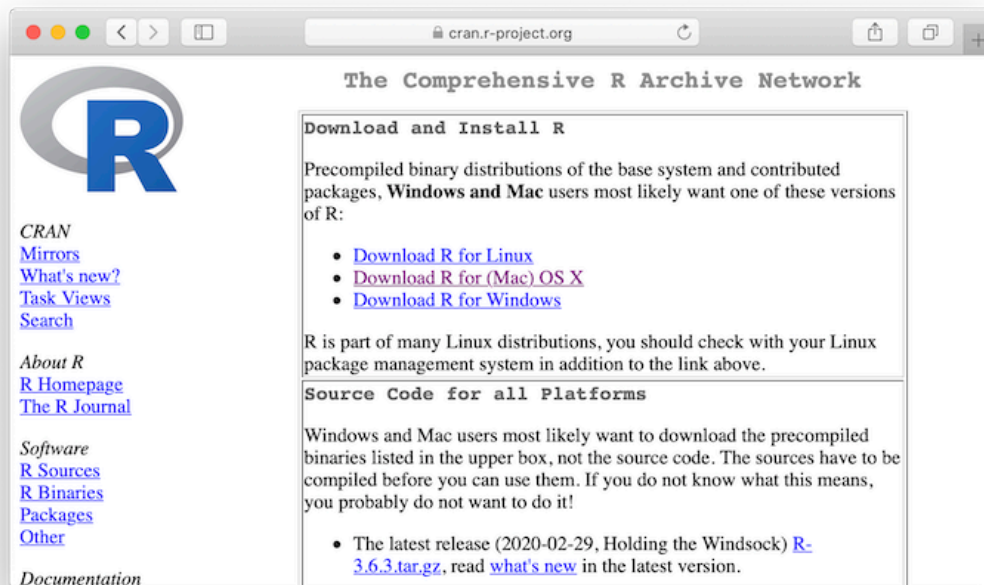 cran.r-project.org
The Comprehensive R Archive Network
R
CRAN
Mirrors
What's new?
Task Views
Search
About R
R Homepage
The R Journal
Software
R Sources
R Binaries
Packages
Other
Documentation
Download and Install R
Precompiled binary distributions of the base system and contributed
packages, Windows and Mac users most likely want one of these versions
of R:
• Download R for Linux
• Download R for (Mac) OS X
• Download R for Windows
R is part of many Linux distributions, you should check with your Linux
package management system in addition to the link above.
Source Code for all Platforms
Windows and Mac users most likely want to download the precompiled
binaries listed in the upper box, not the source code. The sources have to be
compiled before you can use them. If you do not know what this means,
you probably do not want to do it!
• The latest release (2020-02-29, Holding the Windsock) R-
3.6.3.tar.gz, read what's new in the latest version.